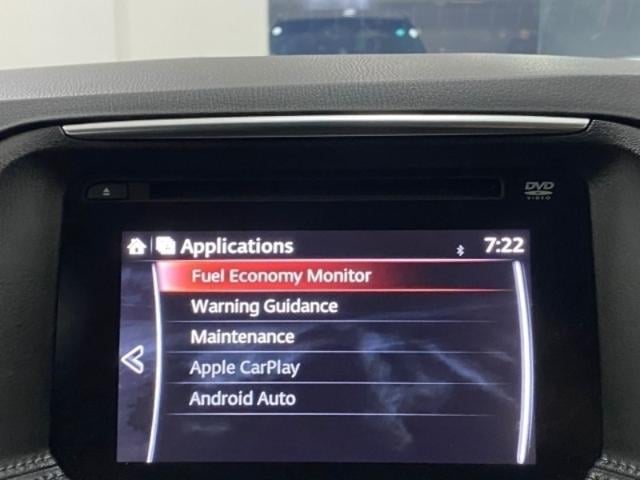 DVD
VIDEO
Applications 7:22
Fuel Economy Monitor
Warning Guidance
Maintenance
Apple CarPlay
Android Auto